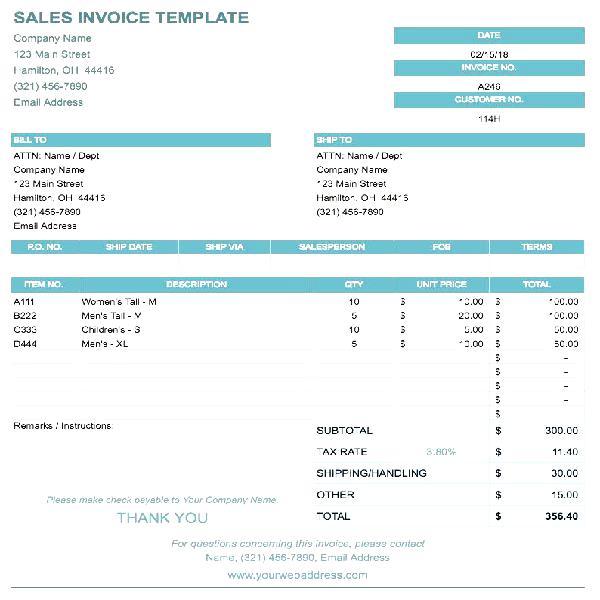 SALES INVOICE TEMPLATE
Company Name
123 Main Street
Hamilton, OH 44416
(321) 456-7890
Email Address
DATE
02/15/18
INVOICE NO.
A246
CUSTOMER NO.
114H
BILL TO SHIP TO
ATTN: Name / Dept ATTN: Name / Dept
Company Name Company Name
123 Main Street 123 Main Street
Hamilton, OH 44416 Hamilton, OH 44416
(321) 456-7890 (321) 456-7890
Email Address
P.O. NO. SHIP DATE SHIP VIA SALESPERSON FOB TERMS
ITEM NO. DESCRIPTION QTY UNIT PRICE TOTAL
A111 Women's Tall - M 10 $ 10.00 $ 100.00
B222 Men's Tall - M 5 $ 20.00 $ 100.00
C333 Children's - S 10 $ 5.00 $ 50.00
D444 Men's - XL 5 $ 10.00 $ 50.00
$ –
$ –
$ –
$ –
$
Remarks / Instructions:
SUBTOTAL $ 300.00
TAX RATE 3.80% $ 11.40
SHIPPING/HANDLING $ 30.00
OTHER $ 15.00
TOTAL $ 356.40
Please make check payable to Your Company Name.
THANK YOU
For questions concerning this invoice, please contact
Name, (321) 456-7890, Email Address
www.yourwebaddress.com